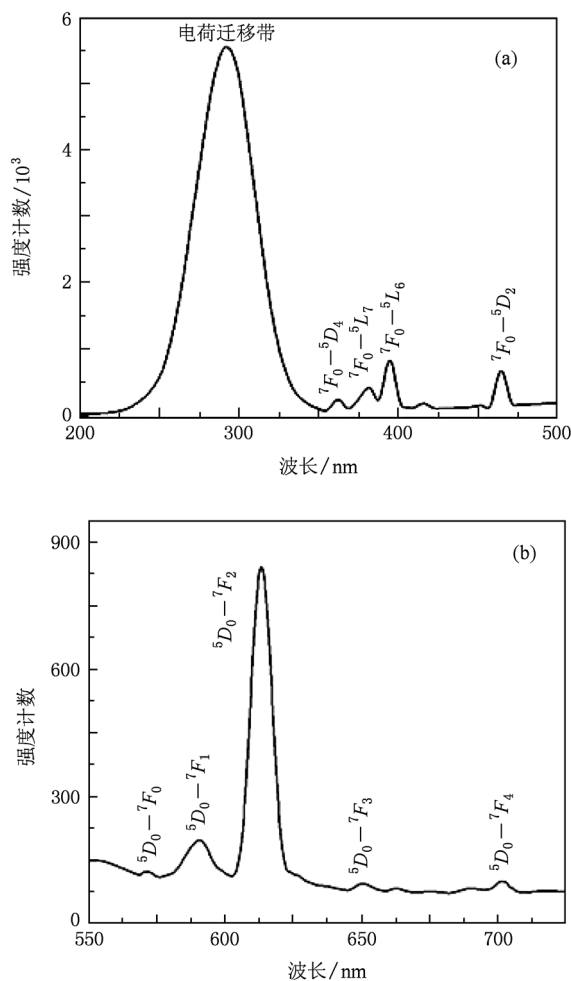 电荷迁移带
(a)
6
4
2
0
强度计数/10³
⁷F₀—⁵D₄
⁷F₀—⁵L₇
⁷F₀—⁵L₆
⁷F₀—⁵D₂
200 300 400 500
波长/nm
(b)
900
600
300
0
强度计数
⁵D₀—⁷F₀
⁵D₀—⁷F₁
⁵D₀—⁷F₂
⁵D₀—⁷F₃
⁵D₀—⁷F₄
550 600 650 700
波长/nm